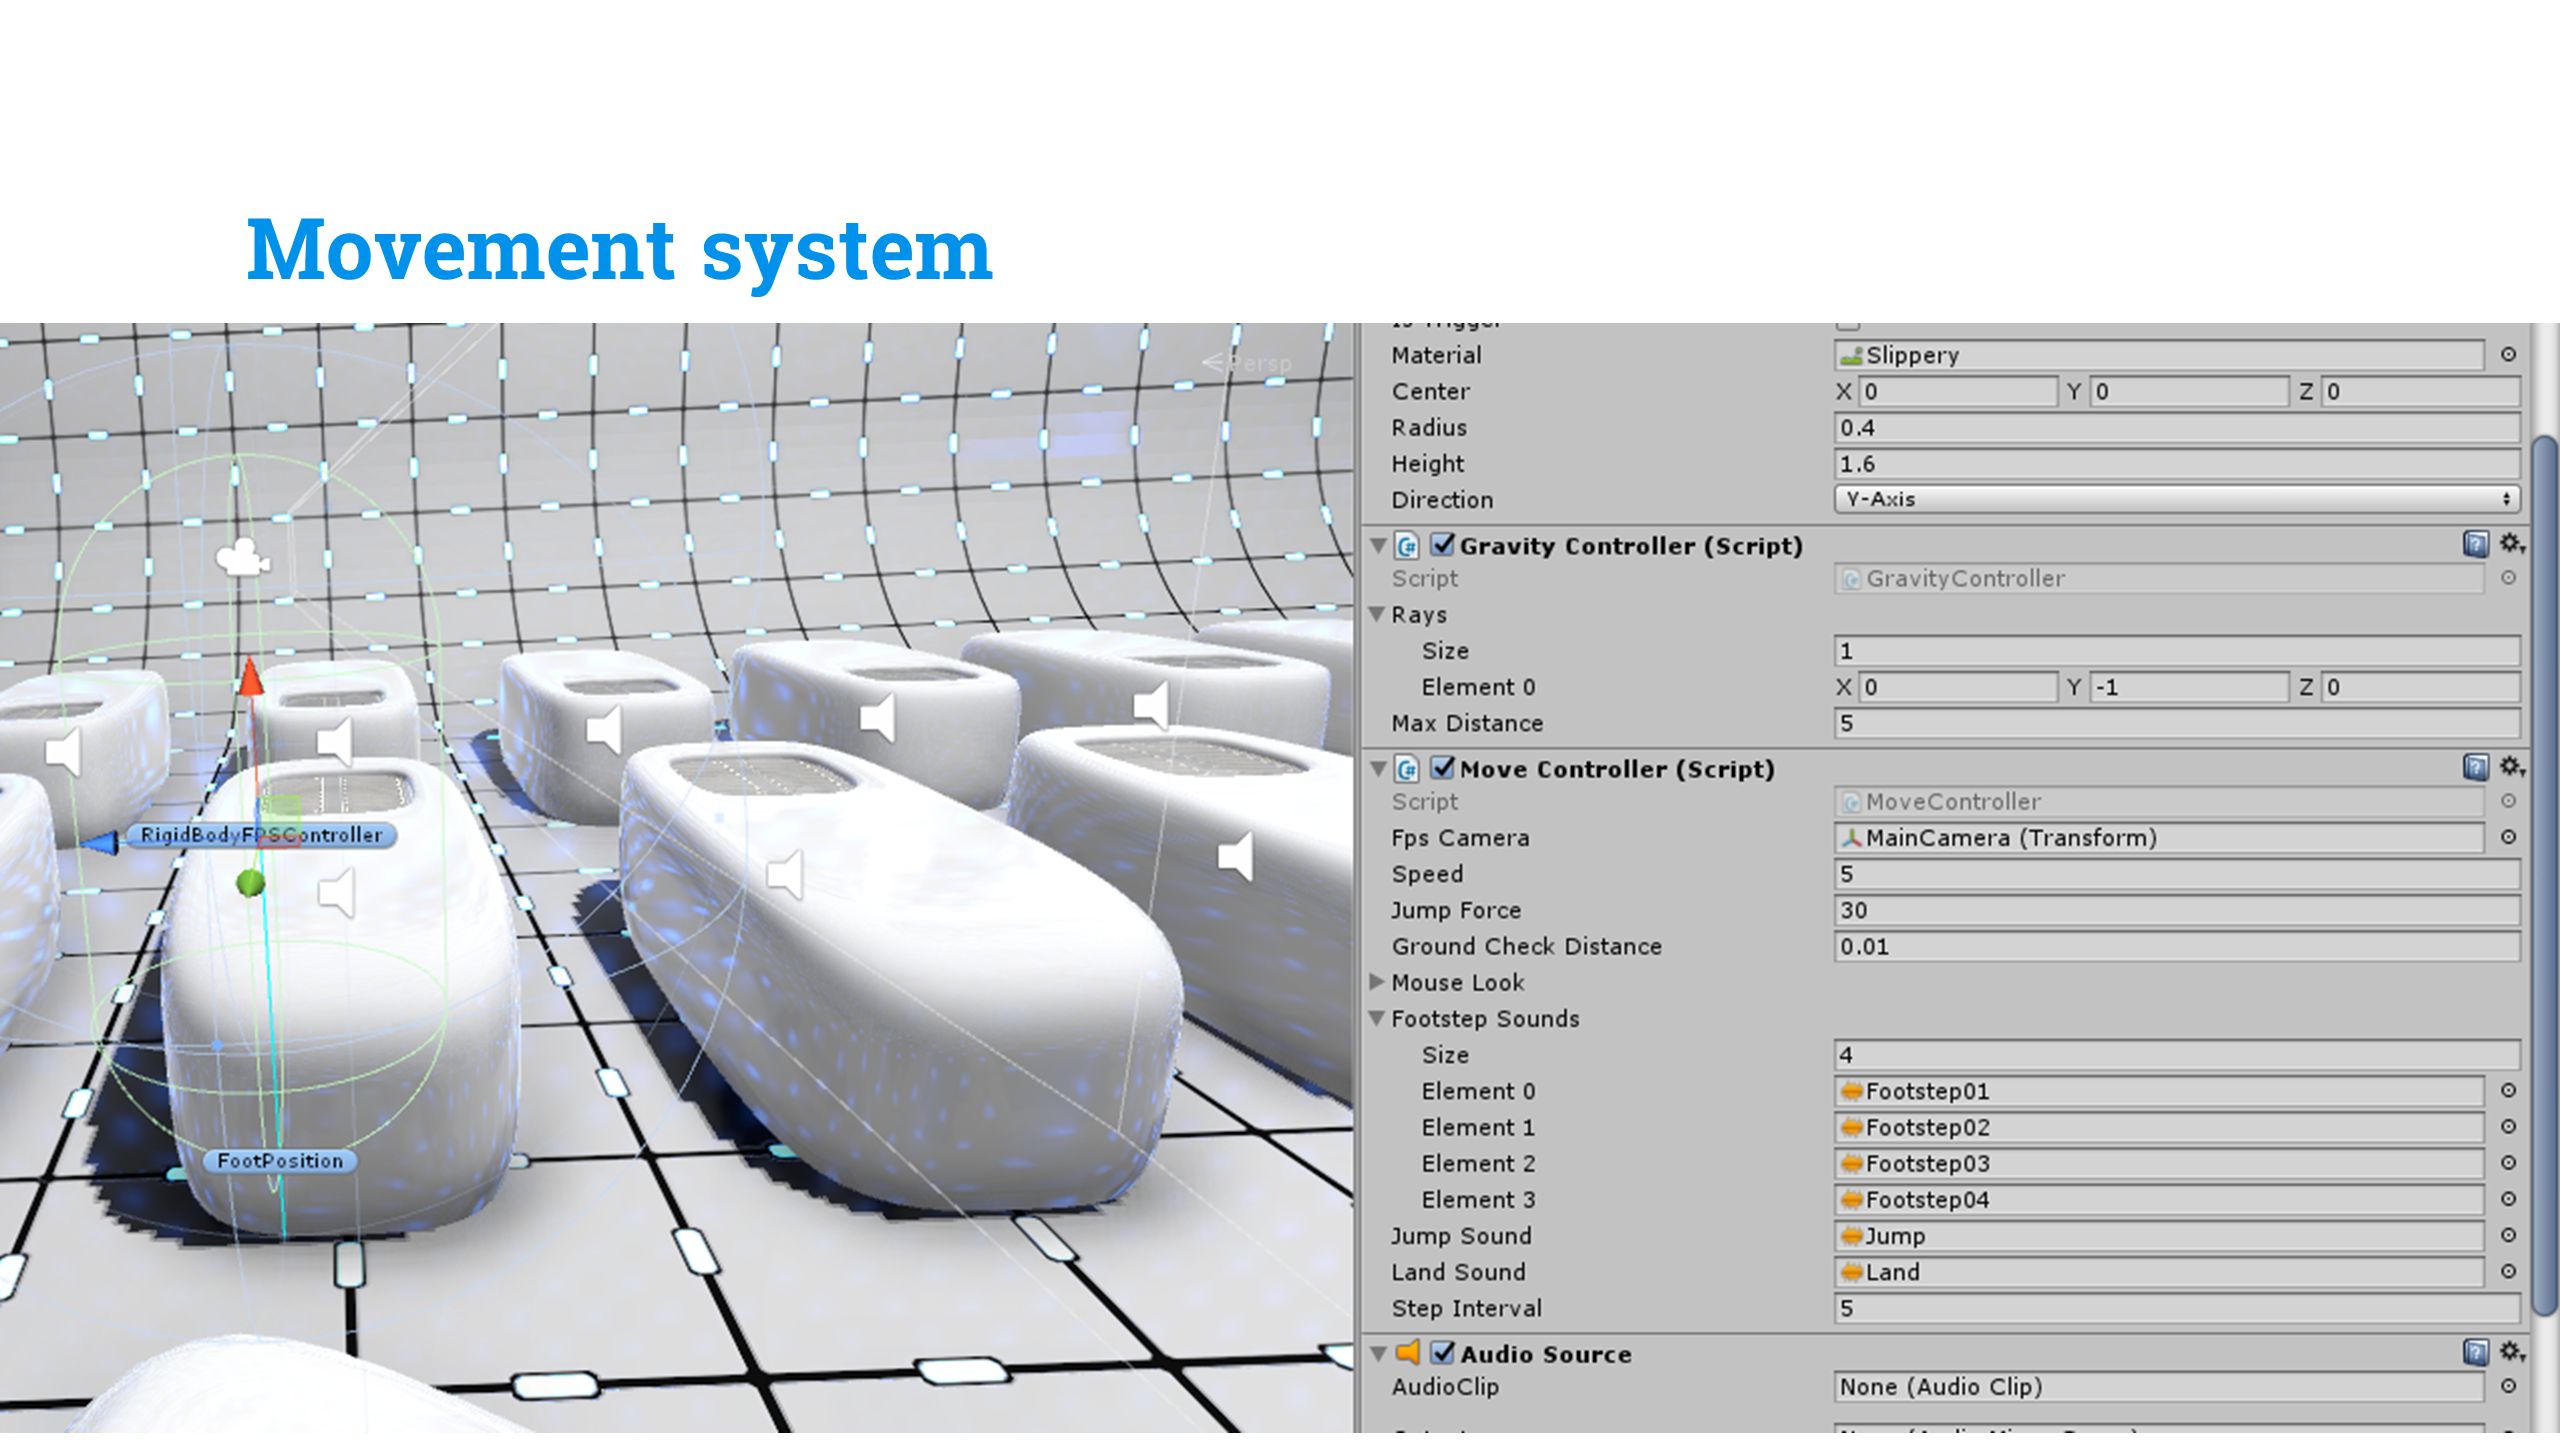 Movement system
Persp
RigidBodyFPSController
FootPosition
Is Trigger
Material Slippery
Center X 0 Y 0 Z 0
Radius 0.4
Height 1.6
Direction Y-Axis
Gravity Controller (Script)
Script GravityController
Rays
Size 1
Element 0 X 0 Y -1 Z 0
Max Distance 5
Move Controller (Script)
Script MoveController
Fps Camera MainCamera (Transform)
Speed 5
Jump Force 30
Ground Check Distance 0.01
Mouse Look
Footstep Sounds
Size 4
Element 0 Footstep01
Element 1 Footstep02
Element 2 Footstep03
Element 3 Footstep04
Jump Sound Jump
Land Sound Land
Step Interval 5
Audio Source
AudioClip None (Audio Clip)